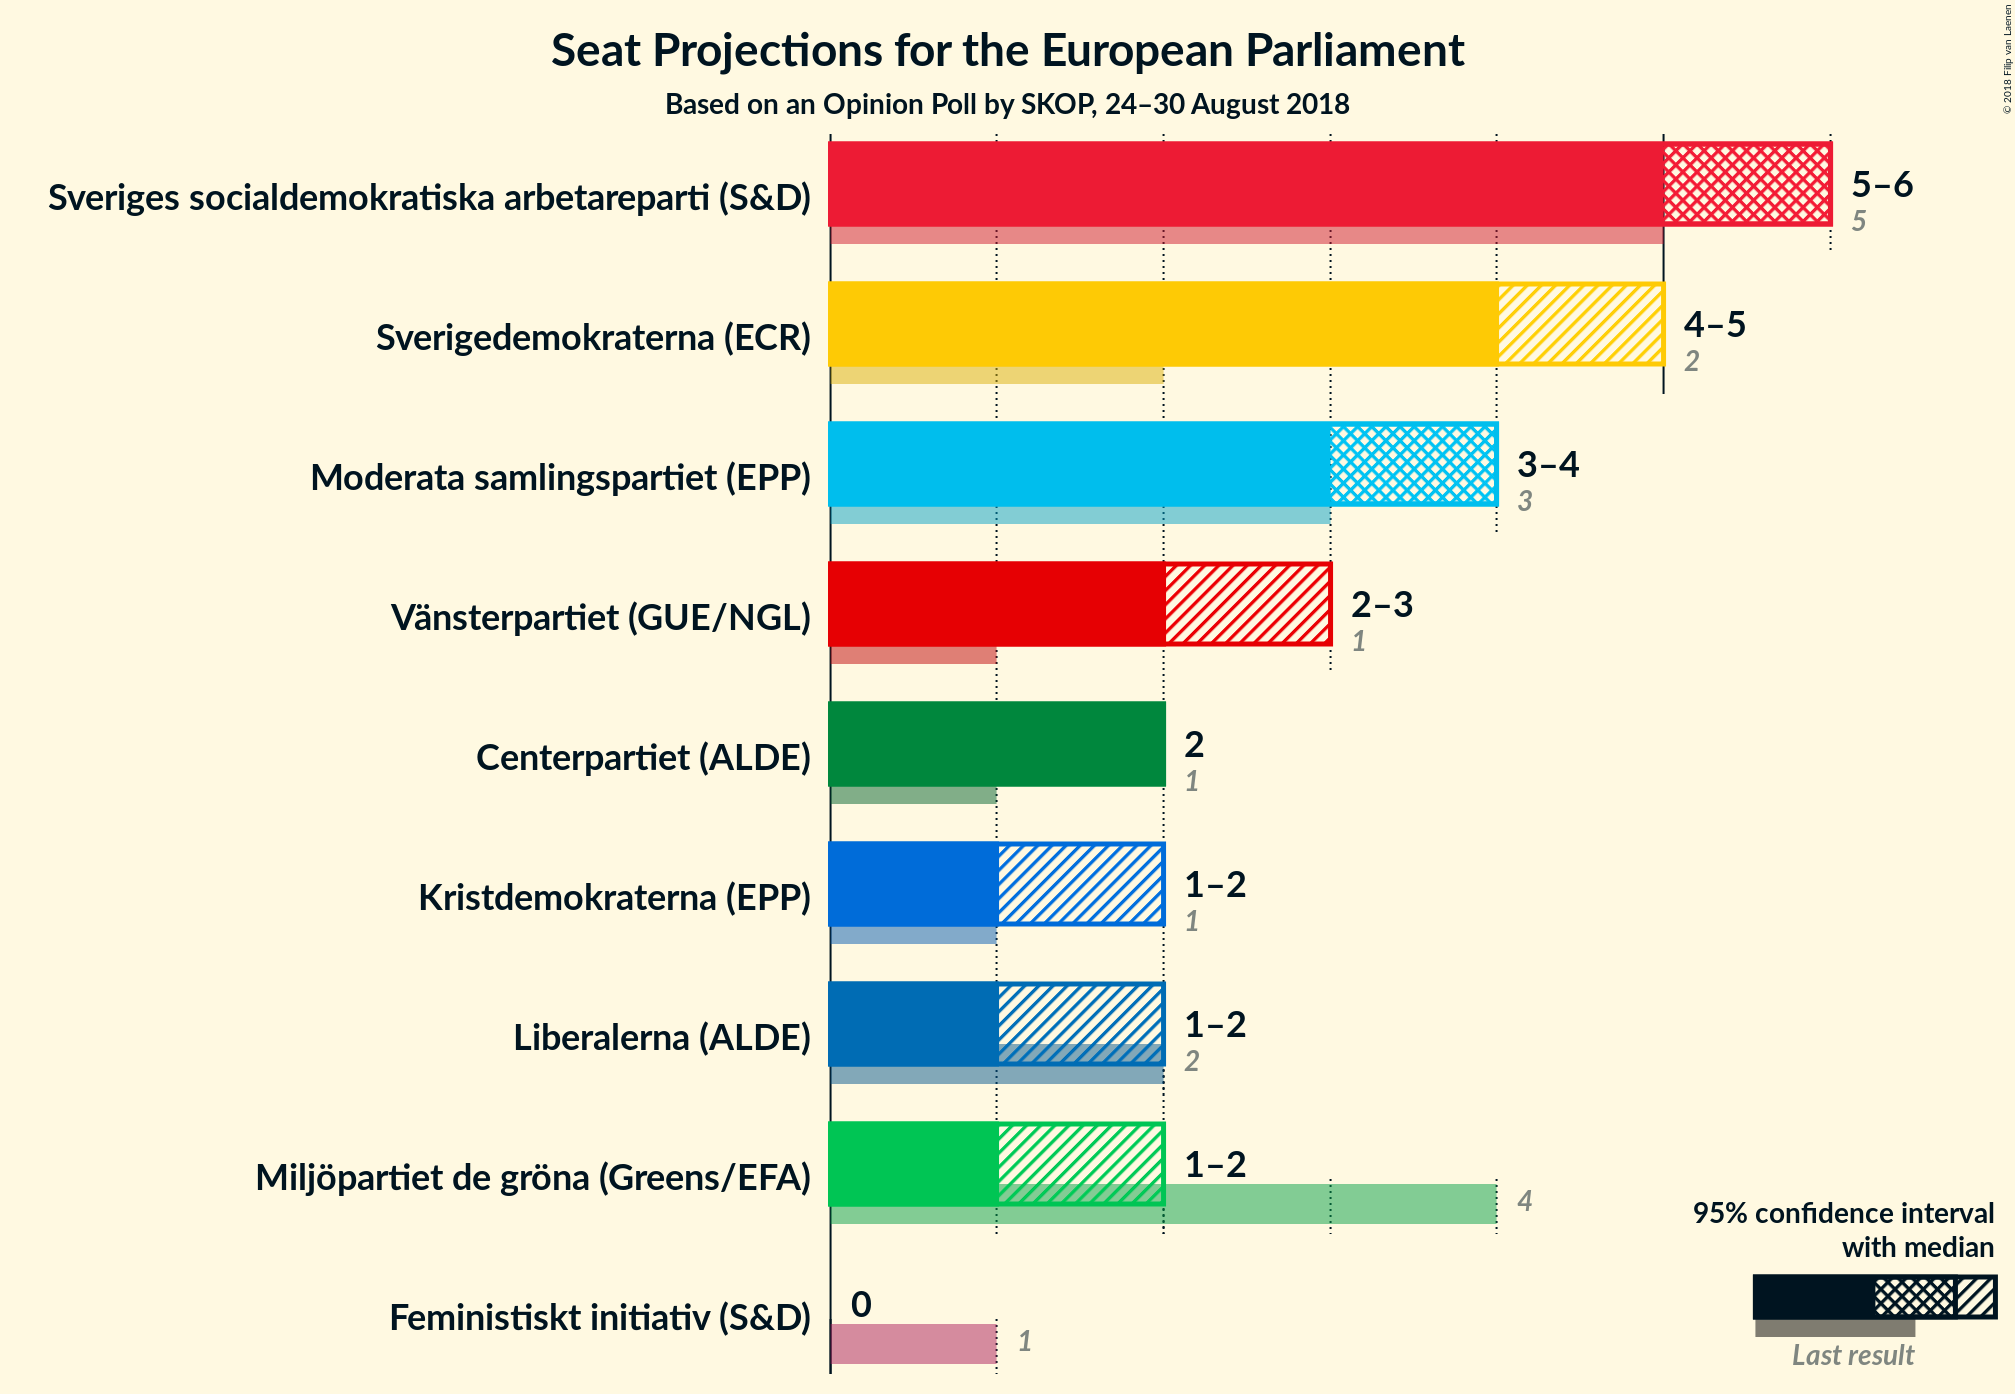 Seat Projections for the European Parliament
Based on an Opinion Poll by SKOP, 24–30 August 2018
© 2018 Filip van Laenen
Sveriges socialdemokratiska arbetareparti (S&D)
5–6
5
Sverigedemokraterna (ECR)
4–5
2
Moderata samlingspartiet (EPP)
3–4
3
Vänsterpartiet (GUE/NGL)
2–3
1
Centerpartiet (ALDE)
2
1
Kristdemokraterna (EPP)
1–2
1
Liberalerna (ALDE)
1–2
2
Miljöpartiet de gröna (Greens/EFA)
1–2
4
Feministiskt initiativ (S&D)
0
1
95% confidence interval
with median
Last result